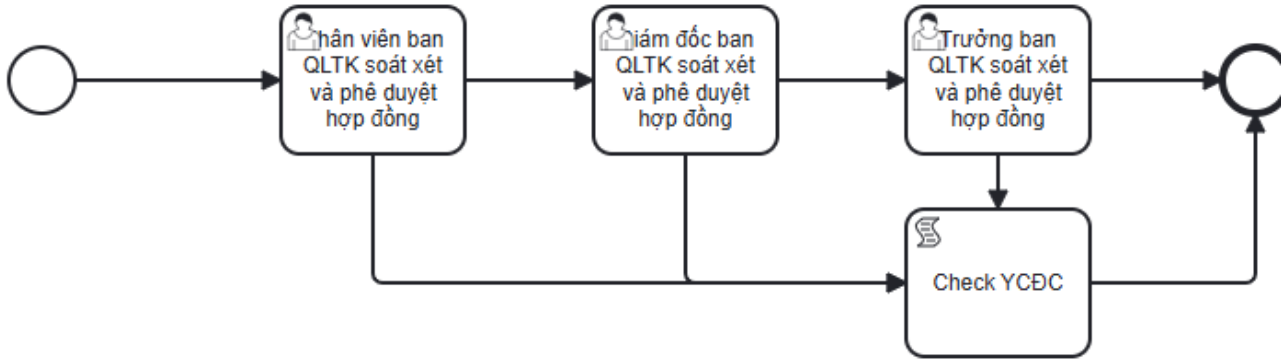 hân viên ban
QLTK soát xét
và phê duyệt
hợp đồng
iám đốc ban
QLTK soát xét
và phê duyệt
hợp đồng
Trưởng ban
QLTK soát xét
và phê duyệt
hợp đồng
Check YCĐC